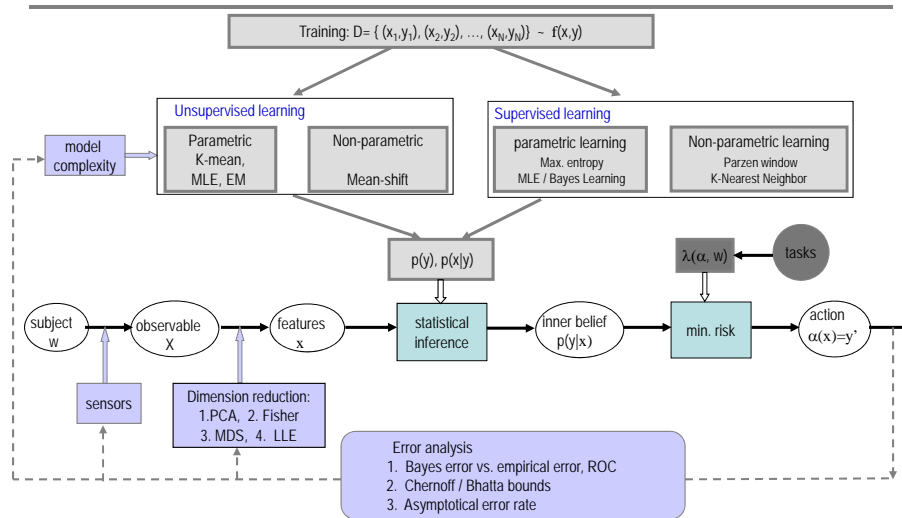 Training: D= { (x₁,y₁), (x₂,y₂), …, (x_N,y_N)} ~ f(x,y)
Unsupervised learning
Supervised learning
model
complexity
Parametric
K-mean,
MLE, EM
Non-parametric
Mean-shift
parametric learning
Max. entropy
MLE / Bayes Learning
Non-parametric learning
Parzen window
K-Nearest Neighbor
p(y), p(x|y)
λ(α, w)
tasks
subject
w
observable
X
features
x
statistical
inference
inner belief
p(y|x)
min. risk
action
α(x)=y'
sensors
Dimension reduction:
1.PCA, 2. Fisher
3. MDS, 4. LLE
Error analysis
1. Bayes error vs. empirical error, ROC
2. Chernoff / Bhatta bounds
3. Asymptotical error rate